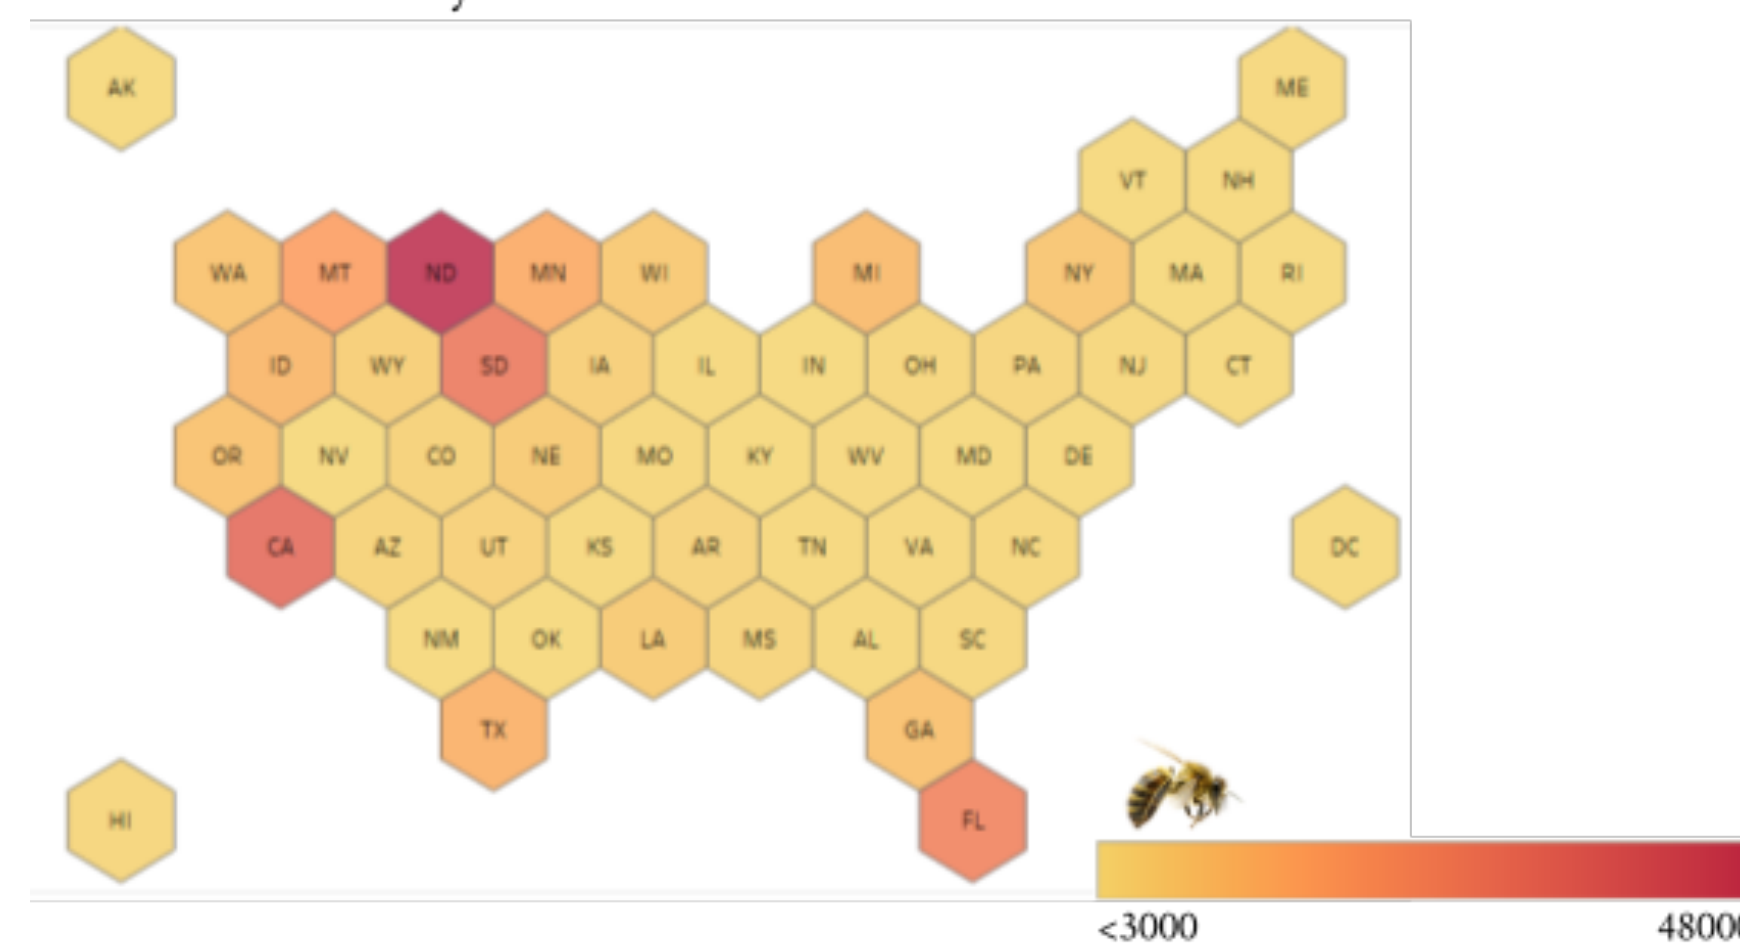 AK ME
VT NH
WA MT ND MN WI MI NY MA RI
ID WY SD IA IL IN OH PA NJ CT
OR NV CO NE MO KY WV MD DE
CA AZ UT KS AR TN VA NC DC
NM OK LA MS AL SC
TX GA
HI FL
<3000 48000